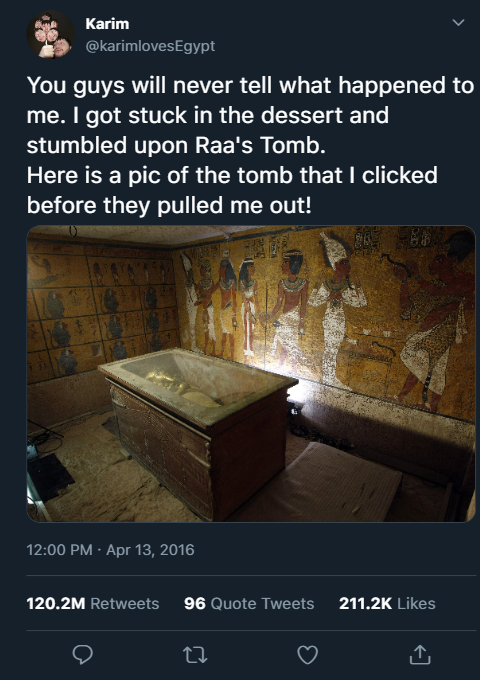 Karim
@karimlovesEgypt
You guys will never tell what happened to
me. I got stuck in the dessert and
stumbled upon Raa's Tomb.
Here is a pic of the tomb that I clicked
before they pulled me out!
12:00 PM · Apr 13, 2016
120.2M Retweets 96 Quote Tweets 211.2K Likes